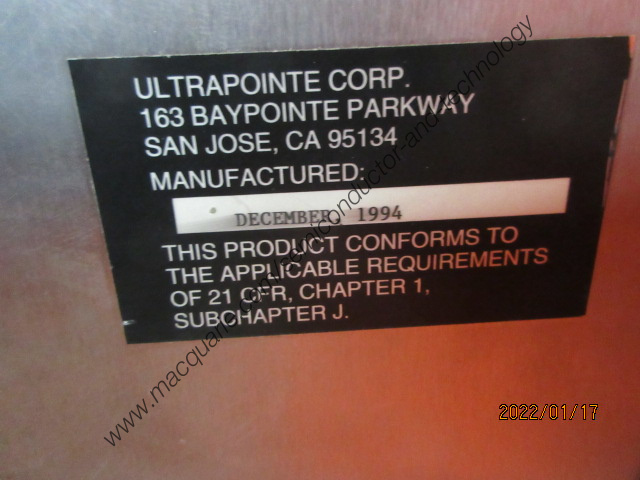 ULTRAPOINTE CORP.
163 BAYPOINTE PARKWAY
SAN JOSE, CA 95134
MANUFACTURED:
DECEMBER, 1994
THIS PRODUCT CONFORMS TO
THE APPLICABLE REQUIREMENTS
OF 21 CFR, CHAPTER 1,
SUBCHAPTER J.
www.macquarie.com/semiconductor-and-technology
2022/01/17